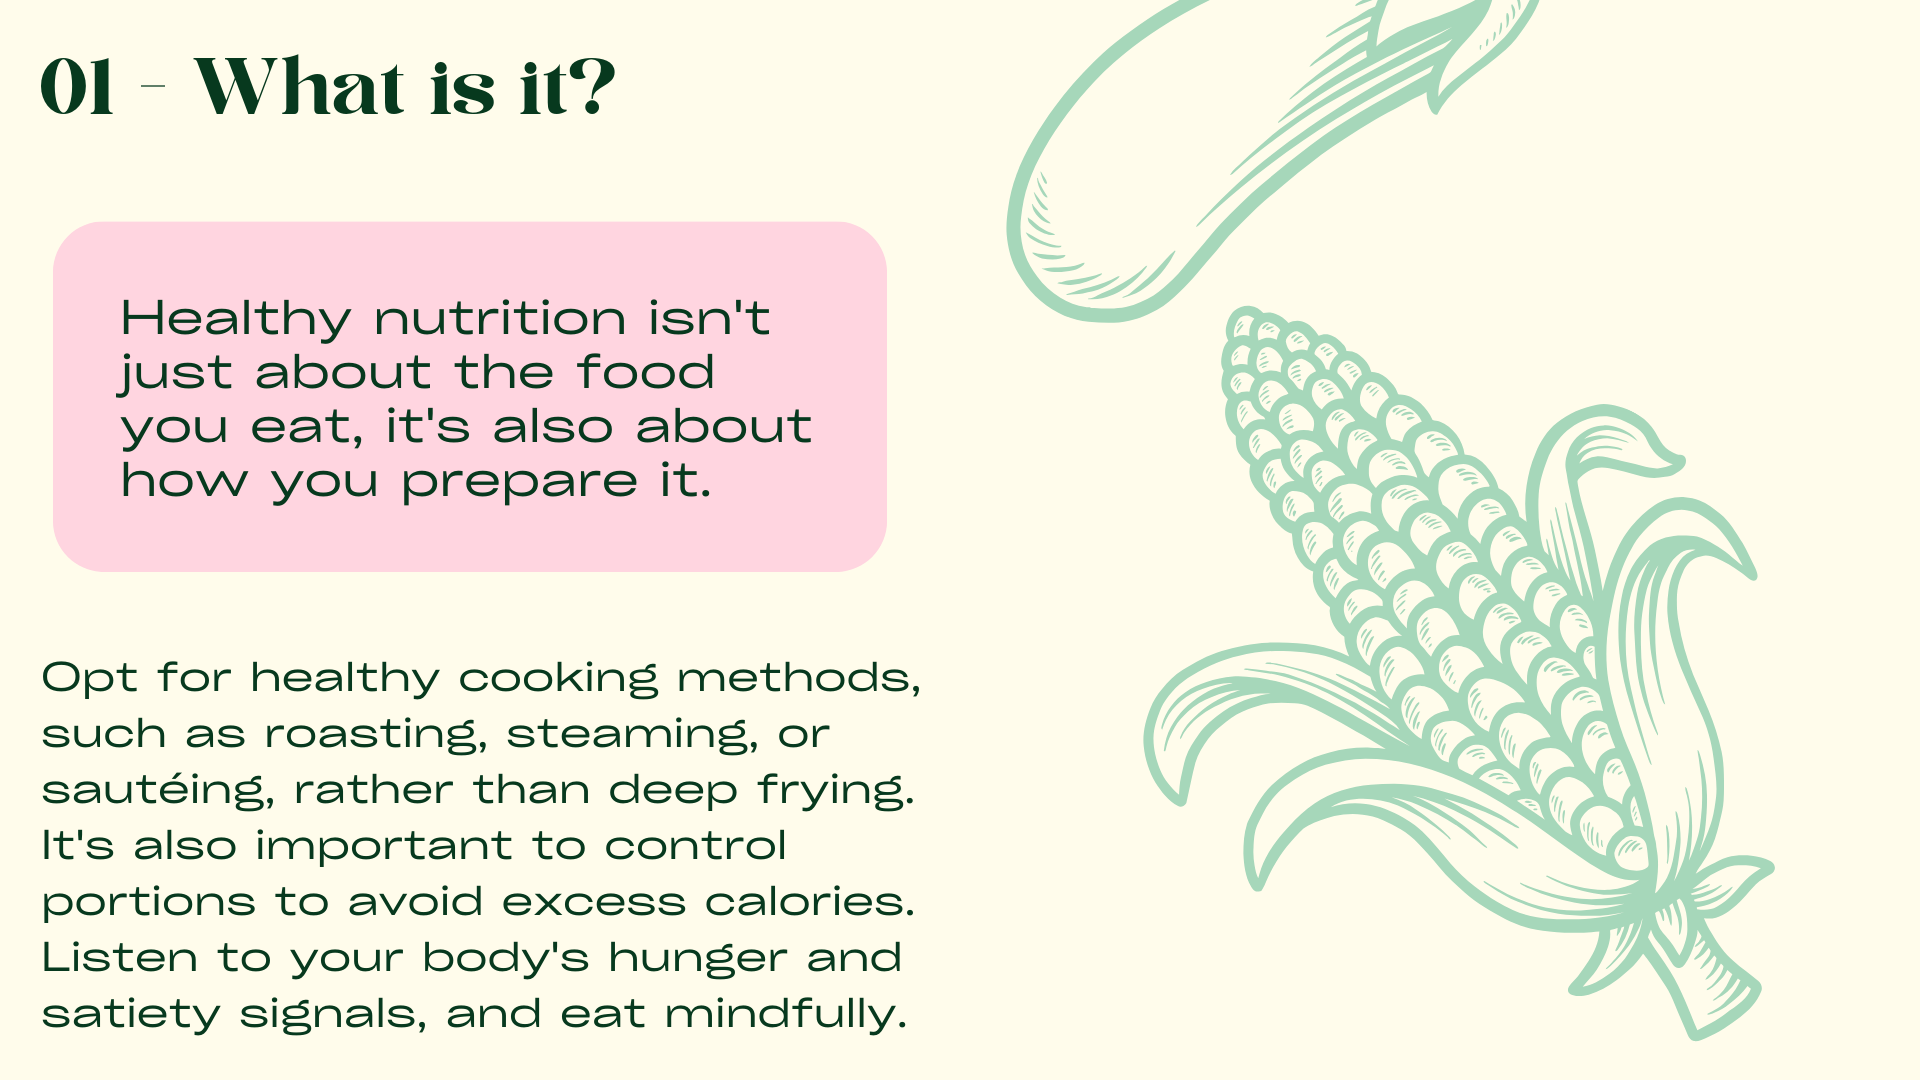 01 - What is it?
Healthy nutrition isn't
just about the food
you eat, it's also about
how you prepare it.
Opt for healthy cooking methods,
such as roasting, steaming, or
sautéing, rather than deep frying.
It's also important to control
portions to avoid excess calories.
Listen to your body's hunger and
satiety signals, and eat mindfully.